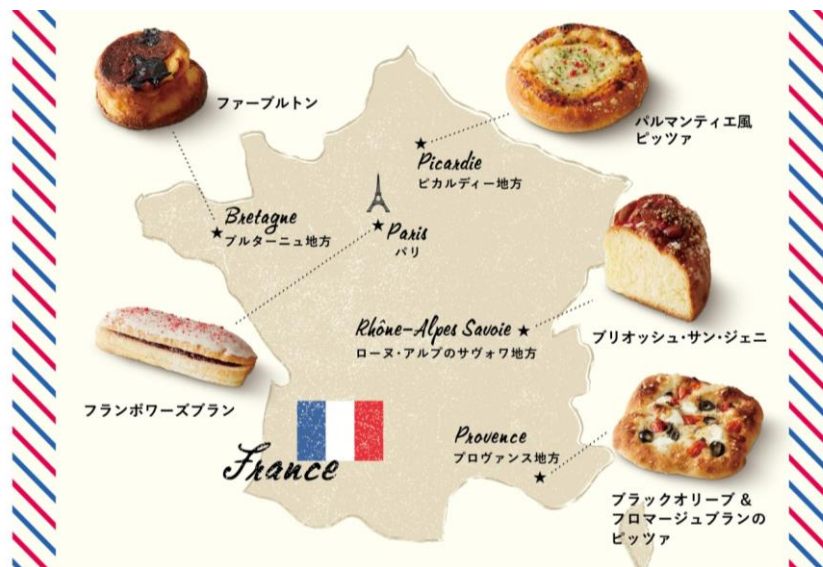 ファーブルトン
パルマンティエ風
ピッツァ
Picardie
ピカルディー地方
Bretagne
ブルターニュ地方
Paris
パリ
Rhône-Alpes Savoie
ローヌ・アルプのサヴォワ地方
ブリオッシュ・サン・ジェニ
フランボワーズブラン
France
Provence
プロヴァンス地方
ブラックオリーブ &
フロマージュブランの
ピッツァ